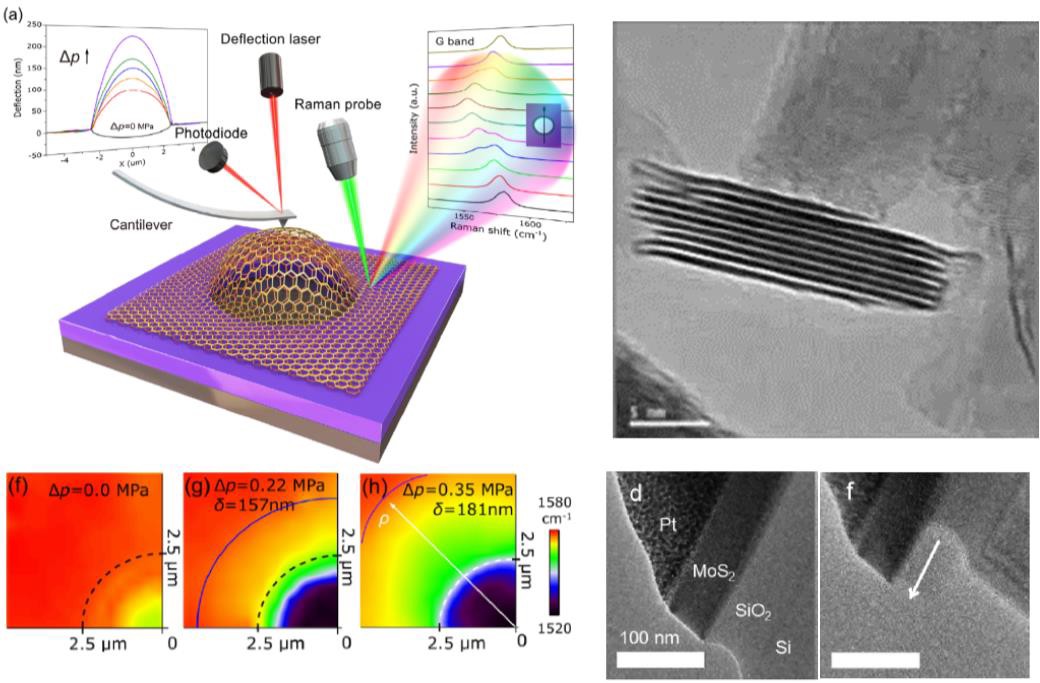 (a)
250
200
150
100
50
0
-50
Deflection (nm)
Δp
Δp=0 MPa
-4 -2 0 2 4
X (μm)
Deflection laser
Photodiode
Raman probe
Cantilever
G band
Intensity (a.u.)
1550 1600
Raman shift (cm⁻¹)
5 nm
(f) Δp=0.0 MPa
2.5 μm
2.5 μm 0
(g) Δp=0.22 MPa
δ=157nm
2.5 μm
2.5 μm 0
(h) Δp=0.35 MPa
δ=181nm
ρ
2.5 μm
2.5 μm 0
1580
cm⁻¹
1520
d
Pt
MoS₂
SiO₂
Si
100 nm
f